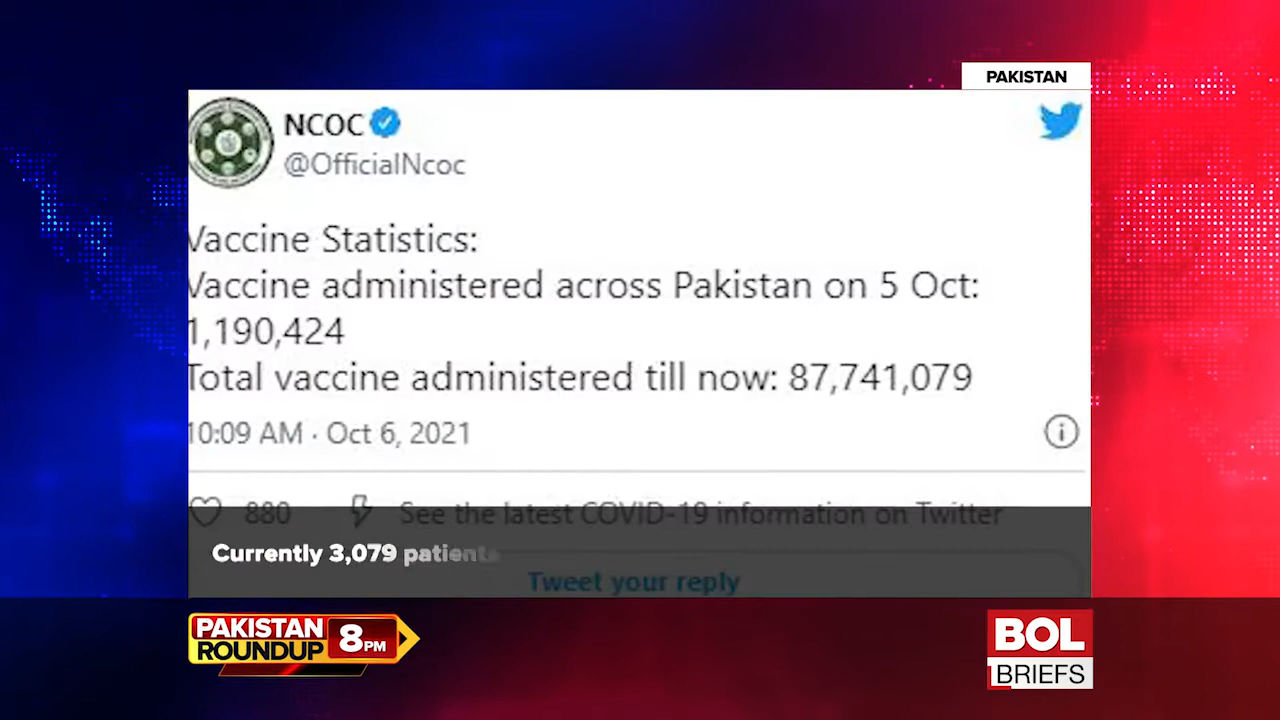 PAKISTAN
NCOC
@OfficialNcoc
Vaccine Statistics:
Vaccine administered across Pakistan on 5 Oct:
1,190,424
Total vaccine administered till now: 87,741,079
10:09 AM · Oct 6, 2021
880 See the latest COVID-19 information on Twitter
Currently 3,079 patients
Tweet your reply
PAKISTAN
ROUNDUP
8PM
BOL
BRIEFS